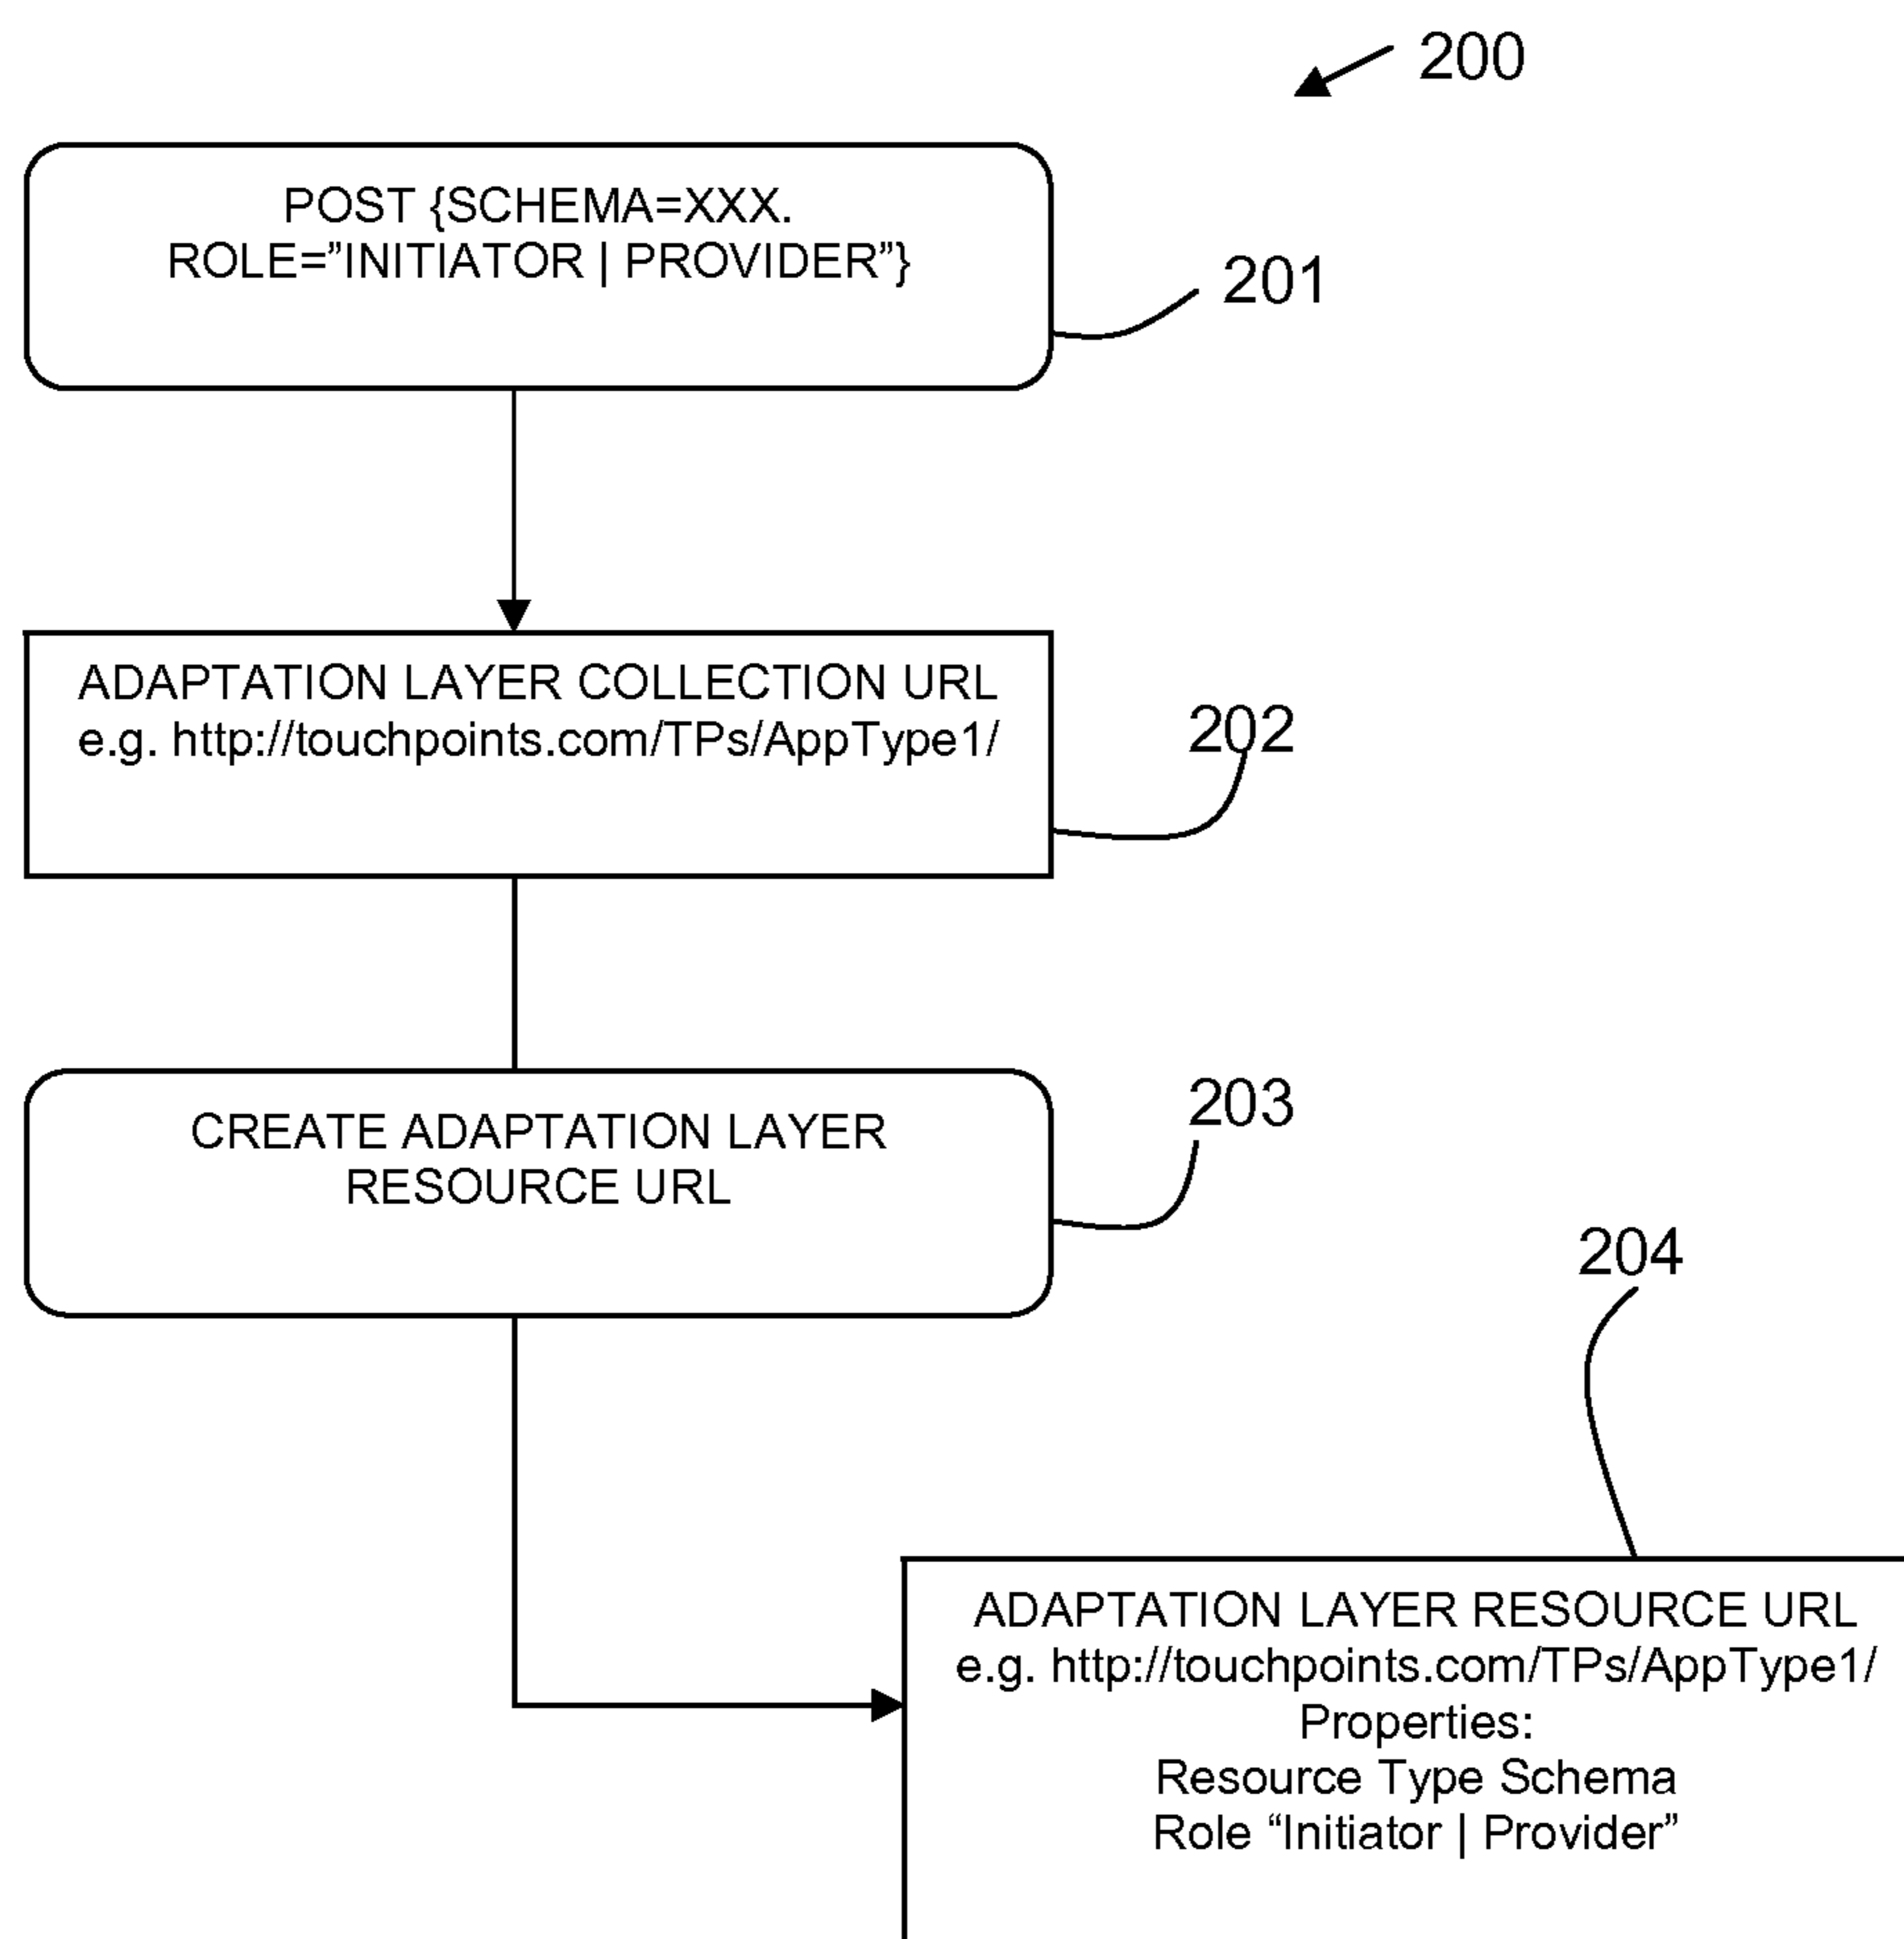 200
POST {SCHEMA=XXX.
ROLE=”INITIATOR | PROVIDER”}
201
ADAPTATION LAYER COLLECTION URL
e.g. http://touchpoints.com/TPs/AppType1/
202
CREATE ADAPTATION LAYER
RESOURCE URL
203
204
ADAPTATION LAYER RESOURCE URL
e.g. http://touchpoints.com/TPs/AppType1/
Properties:
Resource Type Schema
Role “Initiator | Provider”